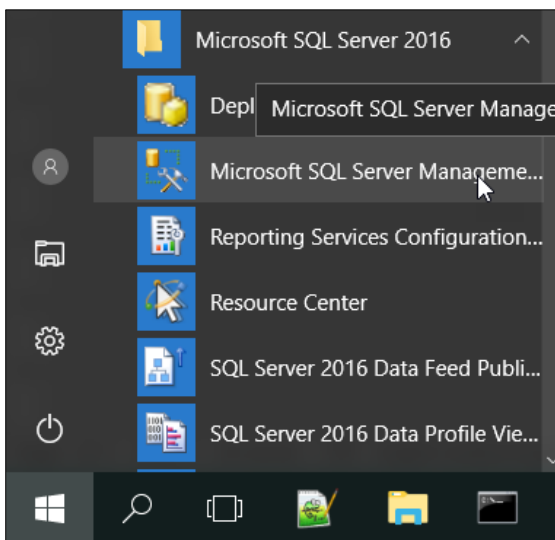 Microsoft SQL Server 2016
Depl
Microsoft SQL Server Manage
Microsoft SQL Server Manageme...
Reporting Services Configuration...
Resource Center
SQL Server 2016 Data Feed Publi...
SQL Server 2016 Data Profile Vie...